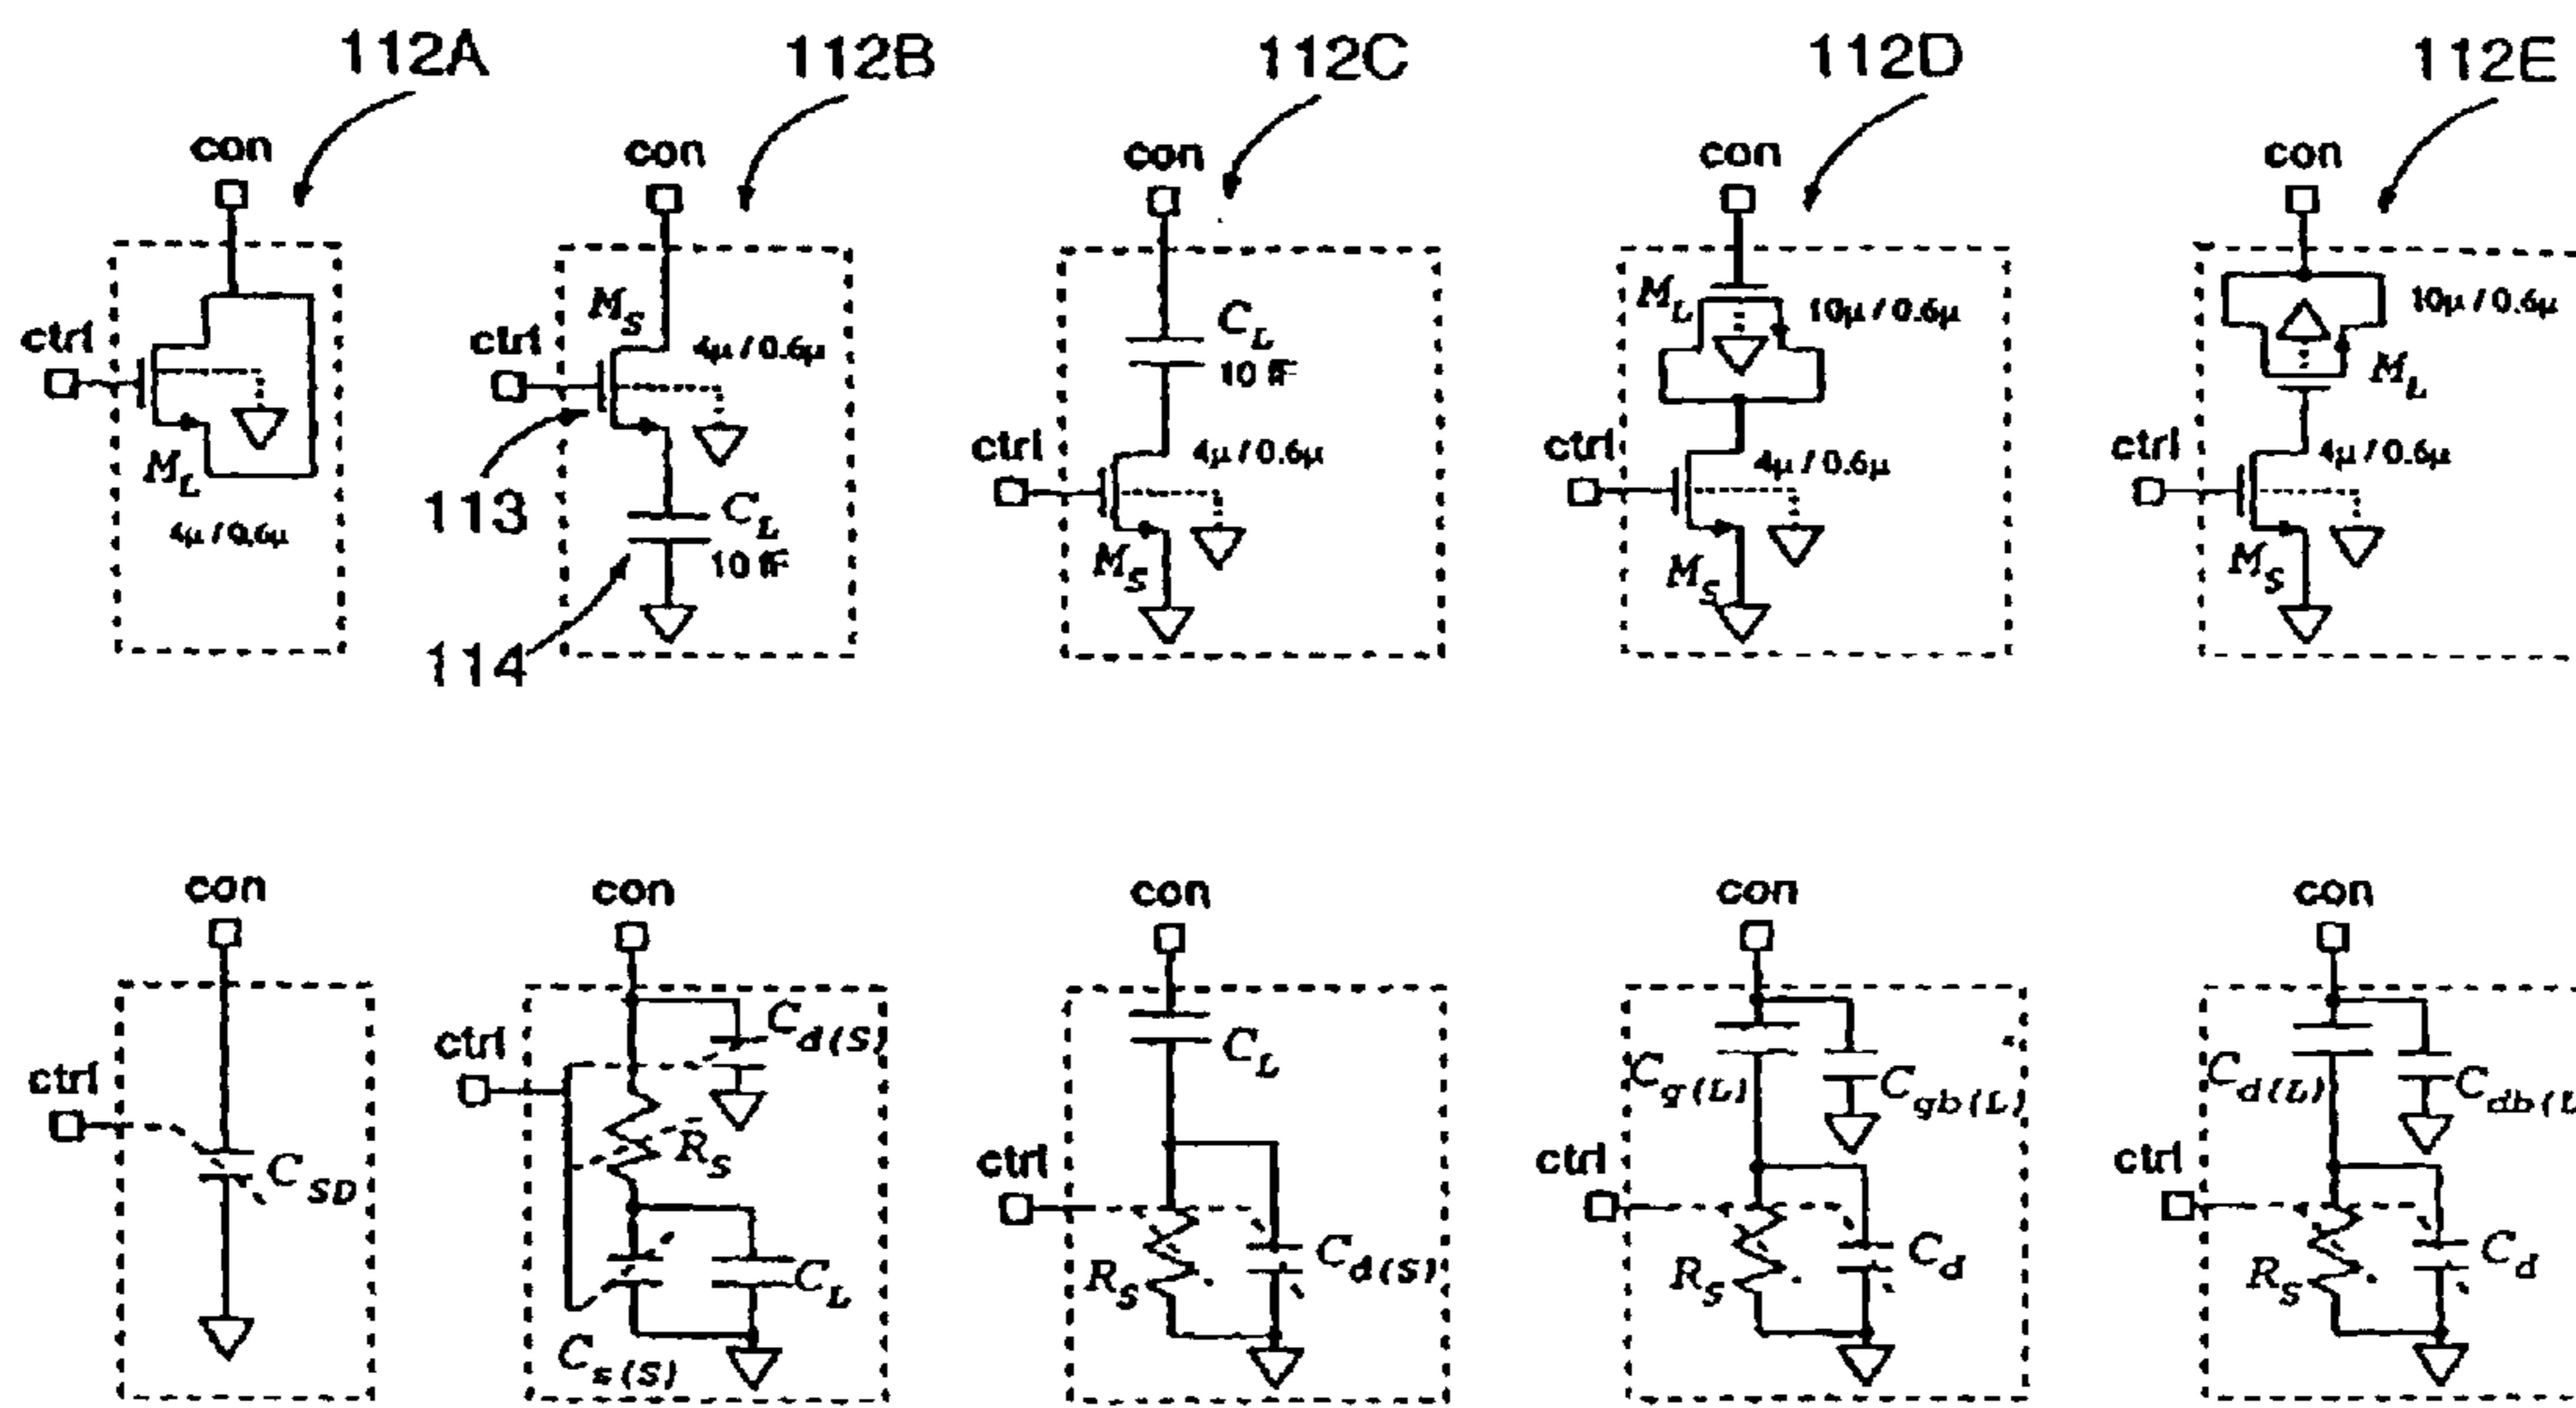 112A
112B
112C
112D
112E
con
con
con
con
con
ctrl
M_L
4µ / 0.6µ
ctrl
M_S
4µ / 0.6µ
113
C_L
10 fF
114
C_L
10 fF
ctrl
4µ / 0.6µ
M_S
M_L
10µ / 0.6µ
ctrl
4µ / 0.6µ
M_S
10µ / 0.6µ
M_L
ctrl
4µ / 0.6µ
M_S
con
con
con
con
con
ctrl
C_SD
ctrl
C_d(S)
R_S
C_s(S)
C_L
C_L
ctrl
R_S
C_d(S)
C_g(L)
C_gb(L)
ctrl
R_S
C_d
C_d(L)
C_db(L
ctrl
R_S
C_d